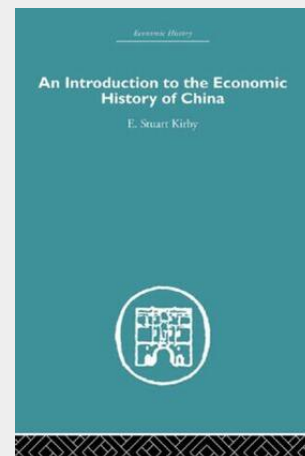 Economic History
An Introduction to the Economic
History of China
E. Stuart Kirby